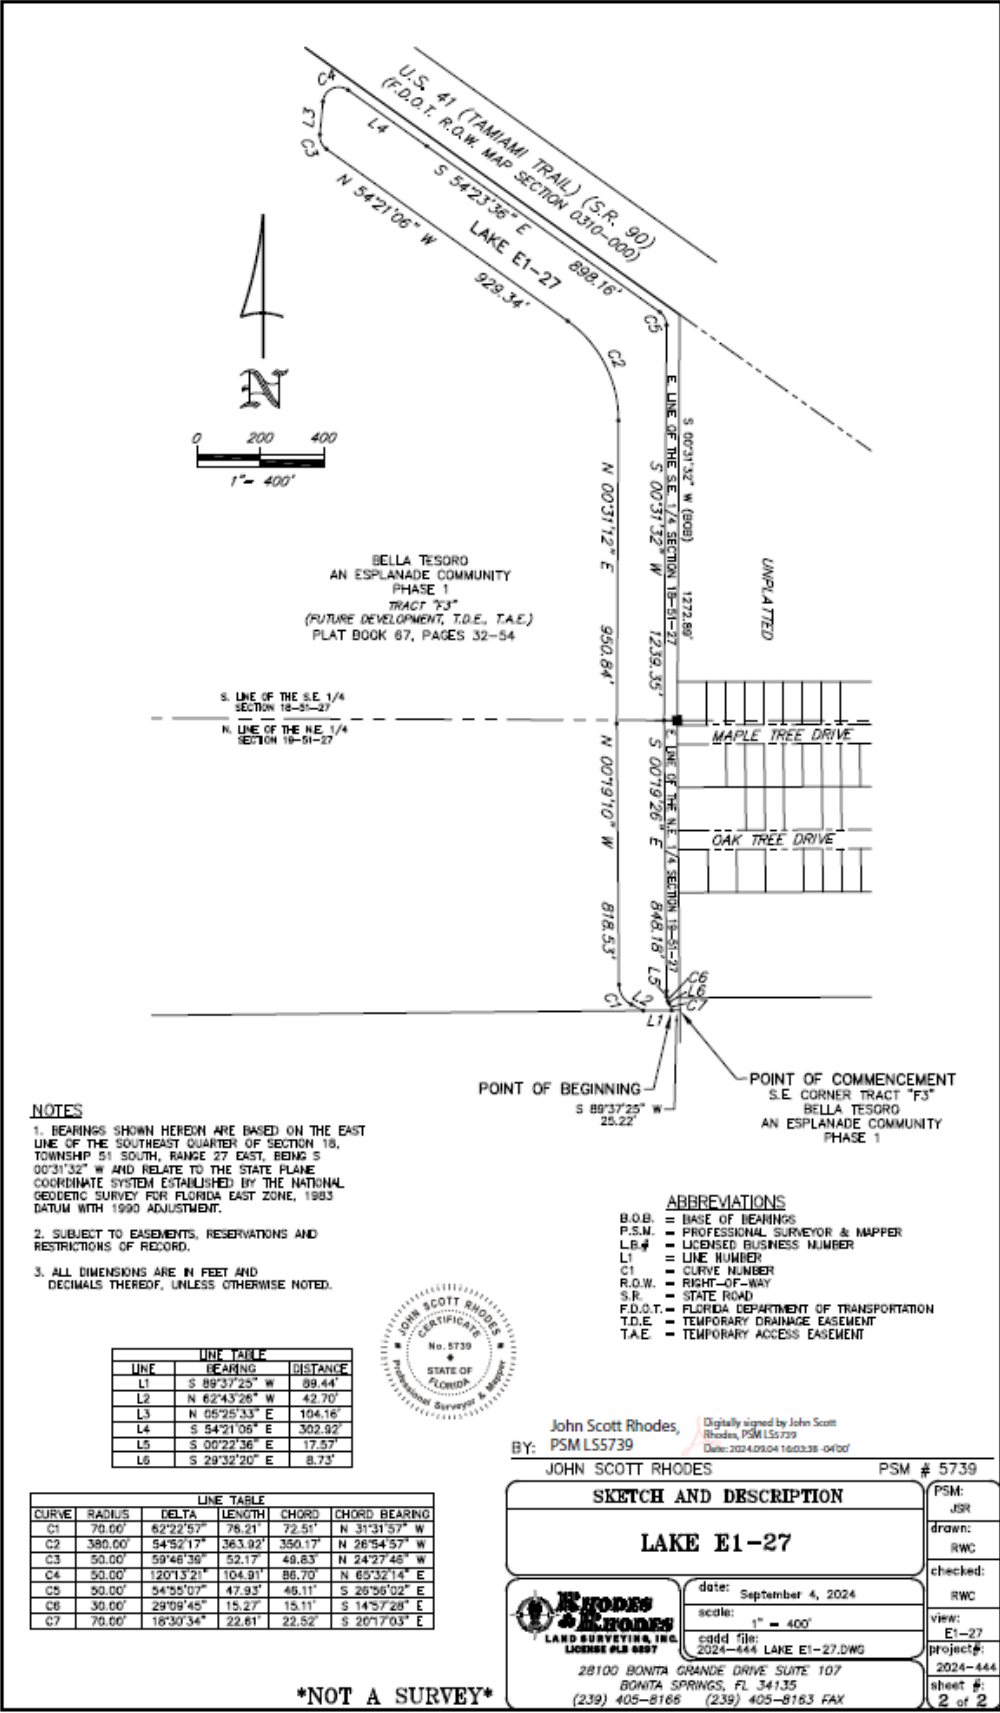 U.S. 41 (TAMIAMI TRAIL) (S.R. 90)
(F.D.O.T. R.O.W. MAP SECTION 0310-000)
C4
L3
L4
C3
S 54°23'36" E
898.16'
N 54°21'06" W
929.34'
LAKE E1-27
C5
C2
N
0 200 400
1"= 400'
E. LINE OF THE S.E. 1/4 SECTION 18-51-27
S 00°31'32" W (BOB)
1272.89'
N 00°31'12" E
950.84'
S 00°31'32" W
1239.35'
UNPLATTED
BELLA TESORO
AN ESPLANADE COMMUNITY
PHASE 1
TRACT "F3"
(FUTURE DEVELOPMENT, T.D.E., T.A.E.)
PLAT BOOK 67, PAGES 32-54
S. LINE OF THE S.E. 1/4
SECTION 18-51-27
N. LINE OF THE N.E. 1/4
SECTION 19-51-27
MAPLE TREE DRIVE
OAK TREE DRIVE
N 00°19'10" W
818.53'
S 00°19'26" E
848.18'
E. LINE OF THE N.E. 1/4 SECTION 19-51-27
L5
C6
L6
C7
C1
L2
L1
POINT OF BEGINNING
S 89°37'25" W
25.22'
POINT OF COMMENCEMENT
S.E. CORNER TRACT "F3"
BELLA TESORO
AN ESPLANADE COMMUNITY
PHASE 1
NOTES
1. BEARINGS SHOWN HEREON ARE BASED ON THE EAST
LINE OF THE SOUTHEAST QUARTER OF SECTION 18,
TOWNSHIP 51 SOUTH, RANGE 27 EAST, BEING S
00°31'32" W AND RELATE TO THE STATE PLANE
COORDINATE SYSTEM ESTABLISHED BY THE NATIONAL
GEODETIC SURVEY FOR FLORIDA EAST ZONE, 1983
DATUM WITH 1990 ADJUSTMENT.
2. SUBJECT TO EASEMENTS, RESERVATIONS AND
RESTRICTIONS OF RECORD.
3. ALL DIMENSIONS ARE IN FEET AND
DECIMALS THEREOF, UNLESS OTHERWISE NOTED.
ABBREVIATIONS
B.O.B. = BASE OF BEARINGS
P.S.M. = PROFESSIONAL SURVEYOR & MAPPER
L.B.# = LICENSED BUSINESS NUMBER
L1 = LINE NUMBER
C1 = CURVE NUMBER
R.O.W. = RIGHT-OF-WAY
S.R. = STATE ROAD
F.D.O.T. = FLORIDA DEPARTMENT OF TRANSPORTATION
T.D.E. = TEMPORARY DRAINAGE EASEMENT
T.A.E. = TEMPORARY ACCESS EASEMENT
JOHN SCOTT RHODES
CERTIFICATE
No. 5739
STATE OF
FLORIDA
Professional Surveyor & Mapper
LINE TABLE
LINE BEARING DISTANCE
L1 S 89°37'25" W 89.44'
L2 N 62°43'26" W 42.70'
L3 N 05°25'33" E 104.16'
L4 S 54°21'06" E 302.92'
L5 S 00°22'36" E 17.57'
L6 S 29°32'20" E 8.73'
LINE TABLE
CURVE RADIUS DELTA LENGTH CHORD CHORD BEARING
C1 70.00' 62°22'57" 76.21' 72.51' N 31°31'57" W
C2 380.00' 54°52'17" 363.92' 350.17' N 26°54'57" W
C3 50.00' 59°46'39" 52.17' 49.83' N 24°27'46" W
C4 50.00' 120°13'21" 104.91' 86.70' N 65°32'14" E
C5 50.00' 54°55'07" 47.93' 46.11' S 26°56'02" E
C6 30.00' 29°09'45" 15.27' 15.11' S 14°57'28" E
C7 70.00' 18°30'34" 22.61' 22.52' S 20°17'03" E
John Scott Rhodes,
BY: PSM LS5739
Digitally signed by John Scott
Rhodes, PSM LS5739
Date: 2024.09.04 16:03:38 -04'00'
JOHN SCOTT RHODES PSM # 5739
SKETCH AND DESCRIPTION
LAKE E1-27
RHODES
& RHODES
LAND SURVEYING, INC.
LICENSE #LB 6897
date: September 4, 2024
scale: 1" = 400'
cadd file:
2024-444 LAKE E1-27.DWG
28100 BONITA GRANDE DRIVE SUITE 107
BONITA SPRINGS, FL 34135
(239) 405-8166 (239) 405-8163 FAX
PSM:
JSR
drawn:
RWC
checked:
RWC
view:
E1-27
project#:
2024-444
sheet #:
2 of 2
*NOT A SURVEY*